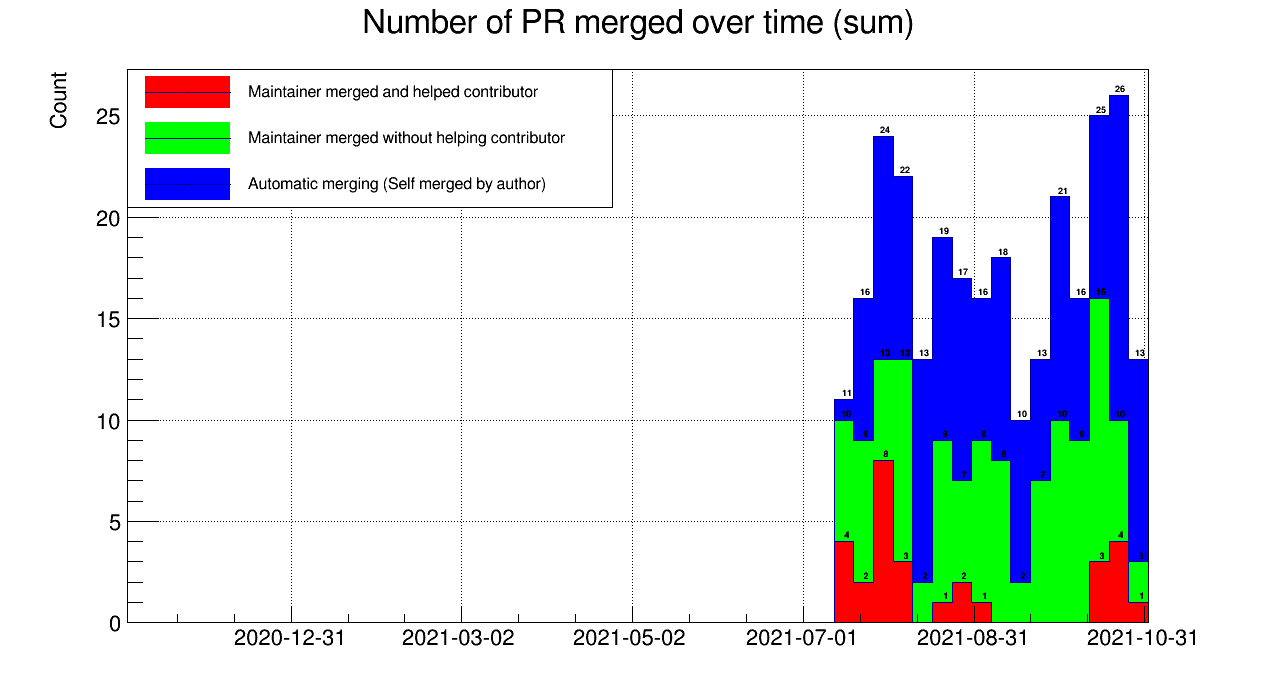 Number of PR merged over time (sum)
Count
Maintainer merged and helped contributor
Maintainer merged without helping contributor
Automatic merging (Self merged by author)
25
20
15
10
5
0
11 16 24 22 13 19 17 16 18 10 13 21 16 25 26 13
10 9 13 13 2 9 7 9 8 2 7 10 9 16 10 3
4 2 8 3 1 2 1 3 4 1
2020-12-31 2021-03-02 2021-05-02 2021-07-01 2021-08-31 2021-10-31